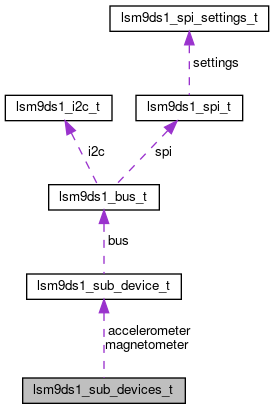 lsm9ds1_spi_settings_t
settings
lsm9ds1_i2c_t
lsm9ds1_spi_t
i2c
spi
lsm9ds1_bus_t
bus
lsm9ds1_sub_device_t
accelerometer
magnetometer
lsm9ds1_sub_devices_t